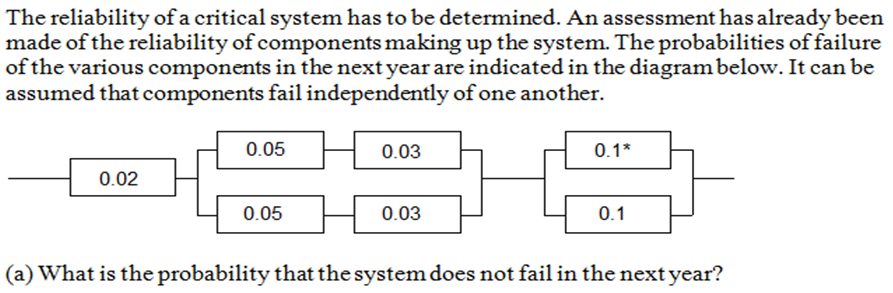 The reliability of a critical system has to be determined. An assessment has already been
made of the reliability of components making up the system. The probabilities of failure
of the various components in the next year are indicated in the diagram below. It can be
assumed that components fail independently of one another.
0.05 0.03 0.1*
0.02
0.05 0.03 0.1
(a) What is the probability that the system does not fail in the next year?